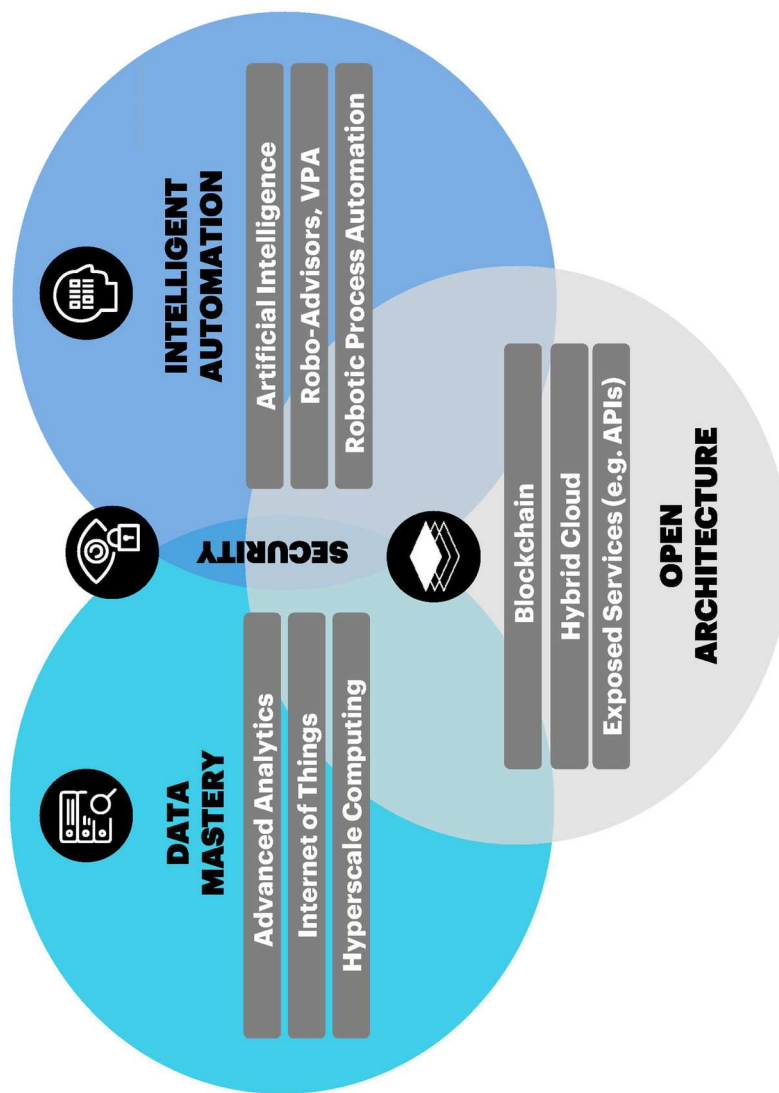 DATA
MASTERY
Advanced Analytics
Internet of Things
Hyperscale Computing
SECURITY
INTELLIGENT
AUTOMATION
Artificial Intelligence
Robo-Advisors, VPA
Robotic Process Automation
Blockchain
Hybrid Cloud
Exposed Services (e.g. APIs)
OPEN
ARCHITECTURE